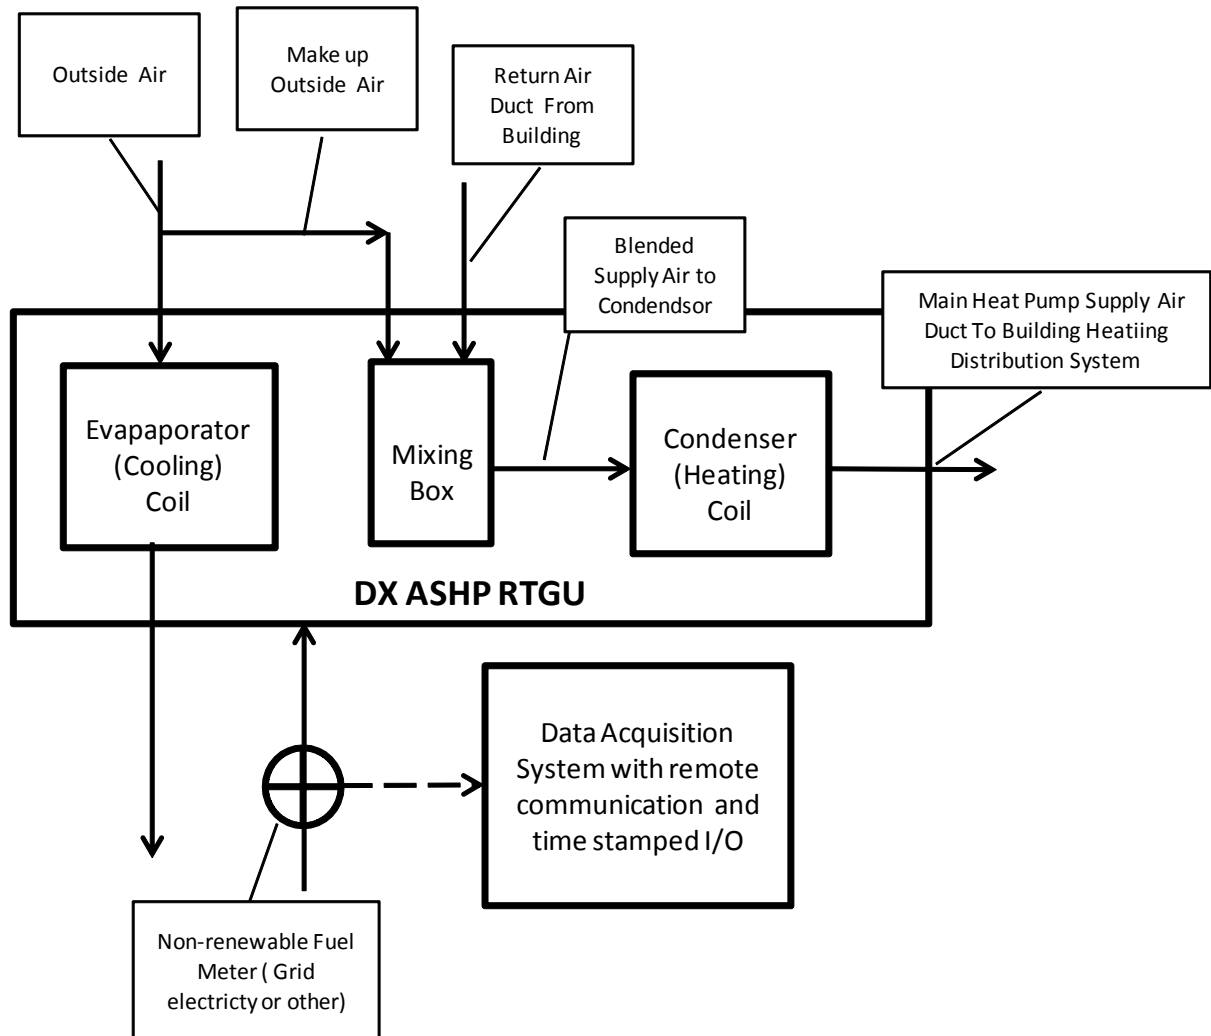 Outside Air
Make up
Outside Air
Return Air
Duct From
Building
Blended
Supply Air to
Condendsor
Main Heat Pump Supply Air
Duct To Building Heatiing
Distribution System
Evapaporator
(Cooling)
Coil
Mixing
Box
Condenser
(Heating)
Coil
DX ASHP RTGU
Data Acquisition
System with remote
communication and
time stamped I/O
Non-renewable Fuel
Meter ( Grid
electricty or other)